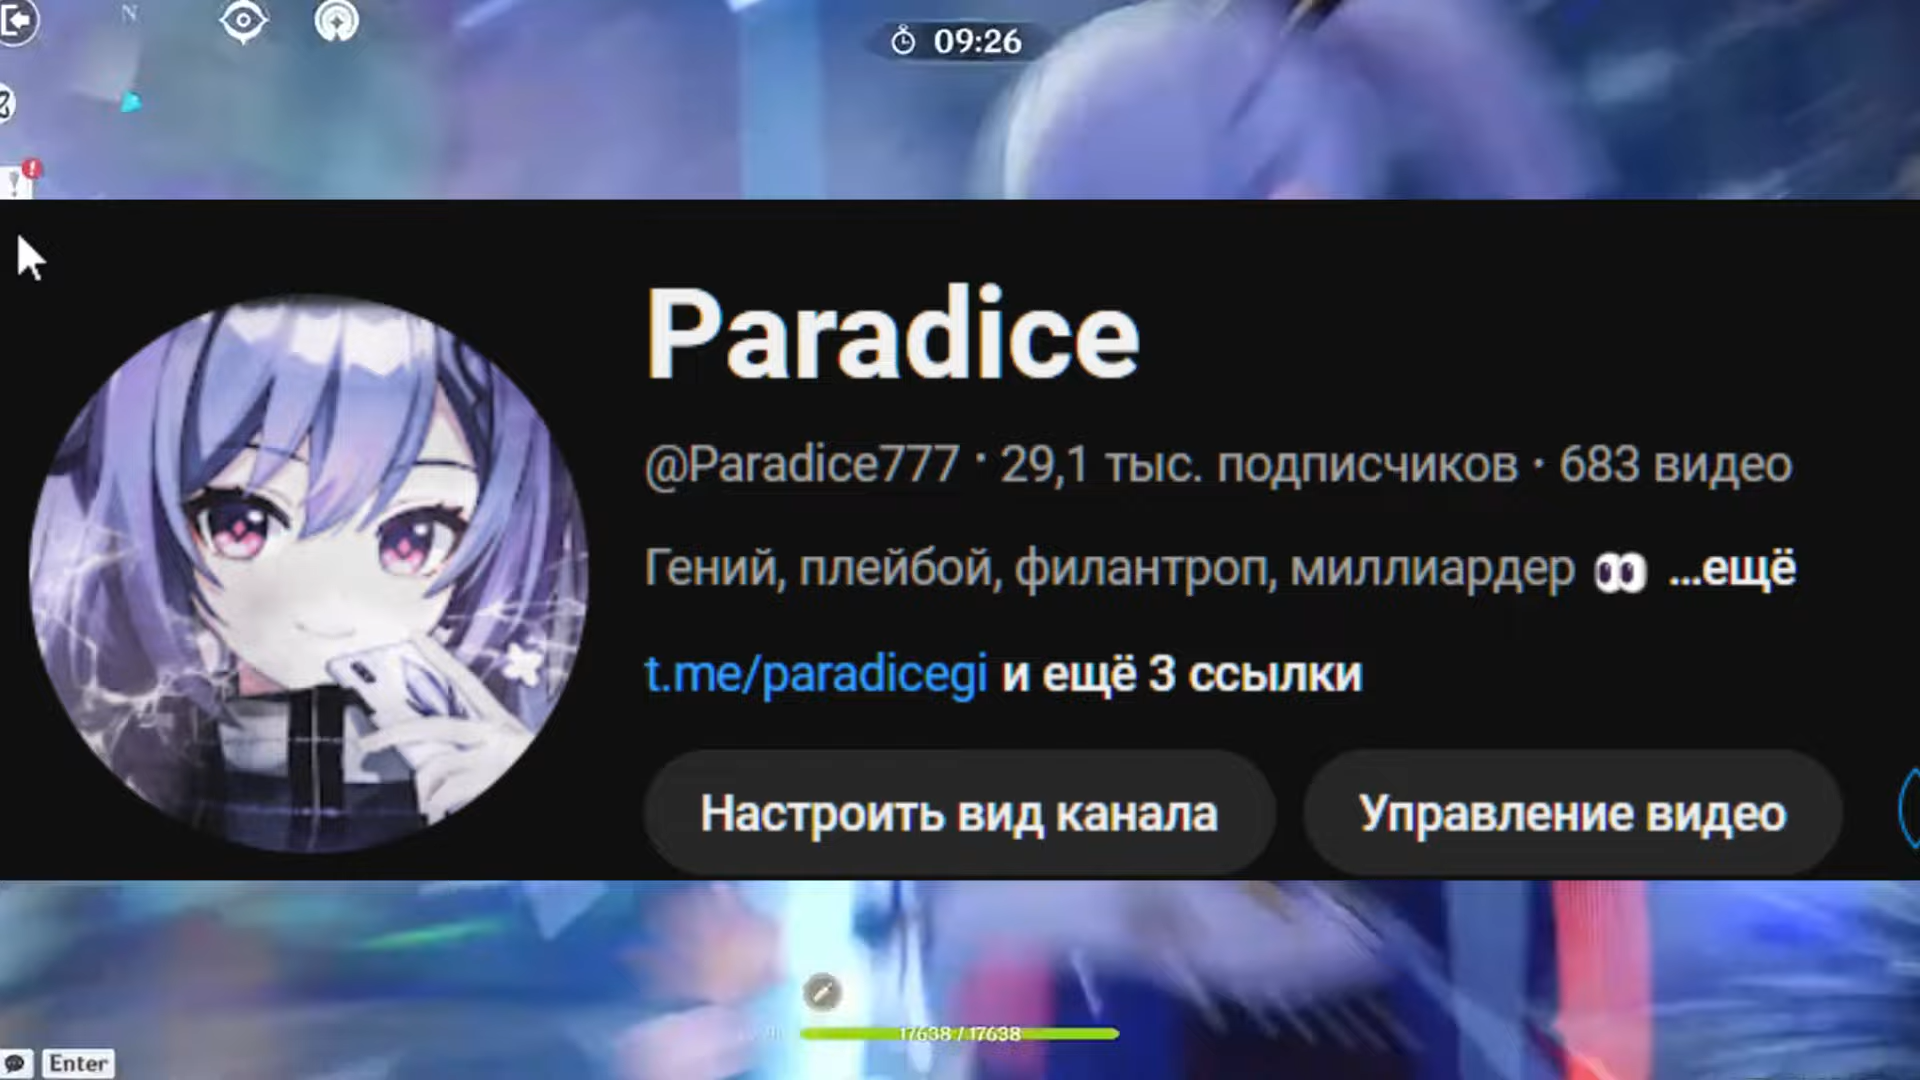 N
09:26
Paradice
@Paradice777 · 29,1 тыс. подписчиков · 683 видео
Гений, плейбой, филантроп, миллиардер 👀 ...ещё
t.me/paradicegi и ещё 3 ссылки
Настроить вид канала
Управление видео
17638 / 17638
Enter